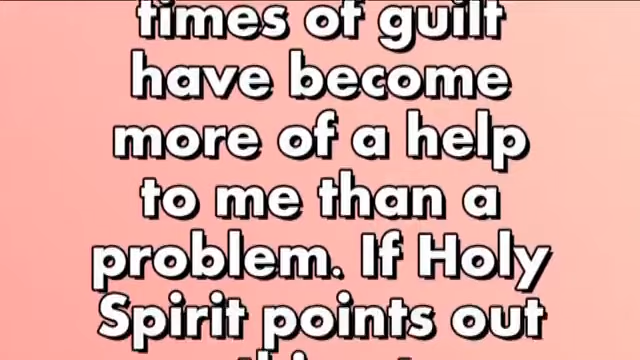 times of guilt
have become
more of a help
to me than a
problem. If Holy
Spirit points out